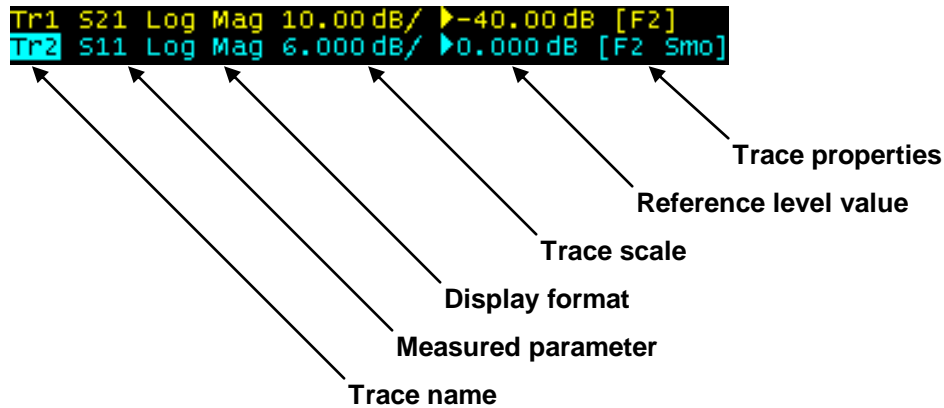 Tr1 S21 Log Mag 10.00 dB/ ▶-40.00 dB [F2]
Tr2 S11 Log Mag 6.000 dB/ ▶0.000 dB [F2 Smo]
Trace properties
Reference level value
Trace scale
Display format
Measured parameter
Trace name